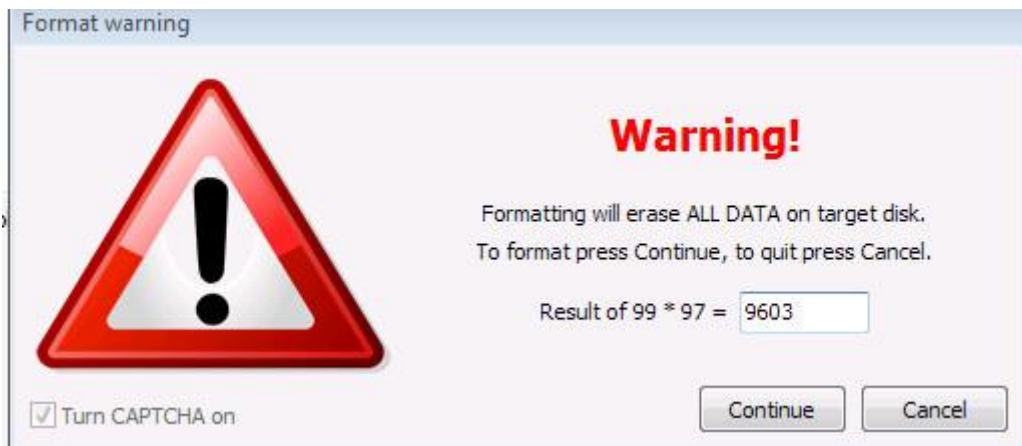 Format warning
Warning!
Formatting will erase ALL DATA on target disk.
To format press Continue, to quit press Cancel.
Result of 99 * 97 = 9603
Turn CAPTCHA on
Continue
Cancel